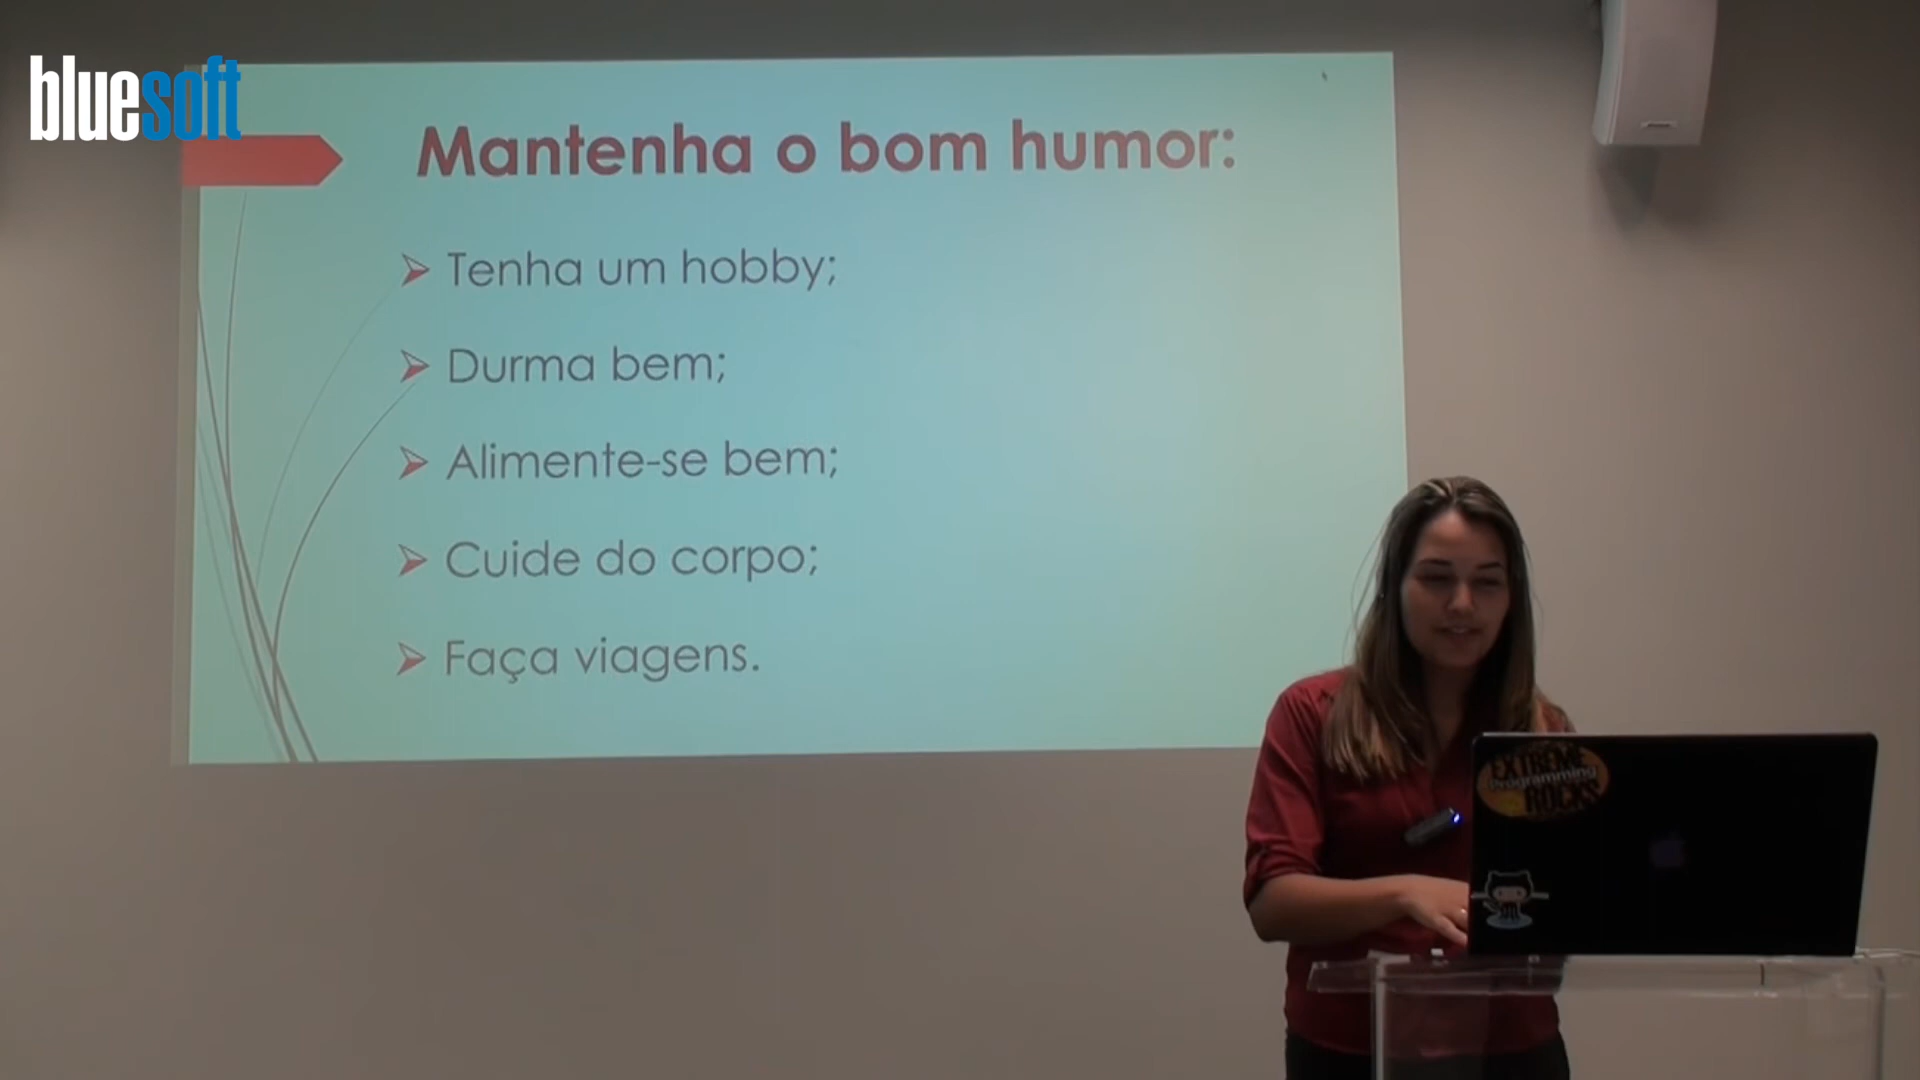 bluesoft
Mantenha o bom humor:
Tenha um hobby;
Durma bem;
Alimente-se bem;
Cuide do corpo;
Faça viagens.
EXTREME
Programming
ROCKS